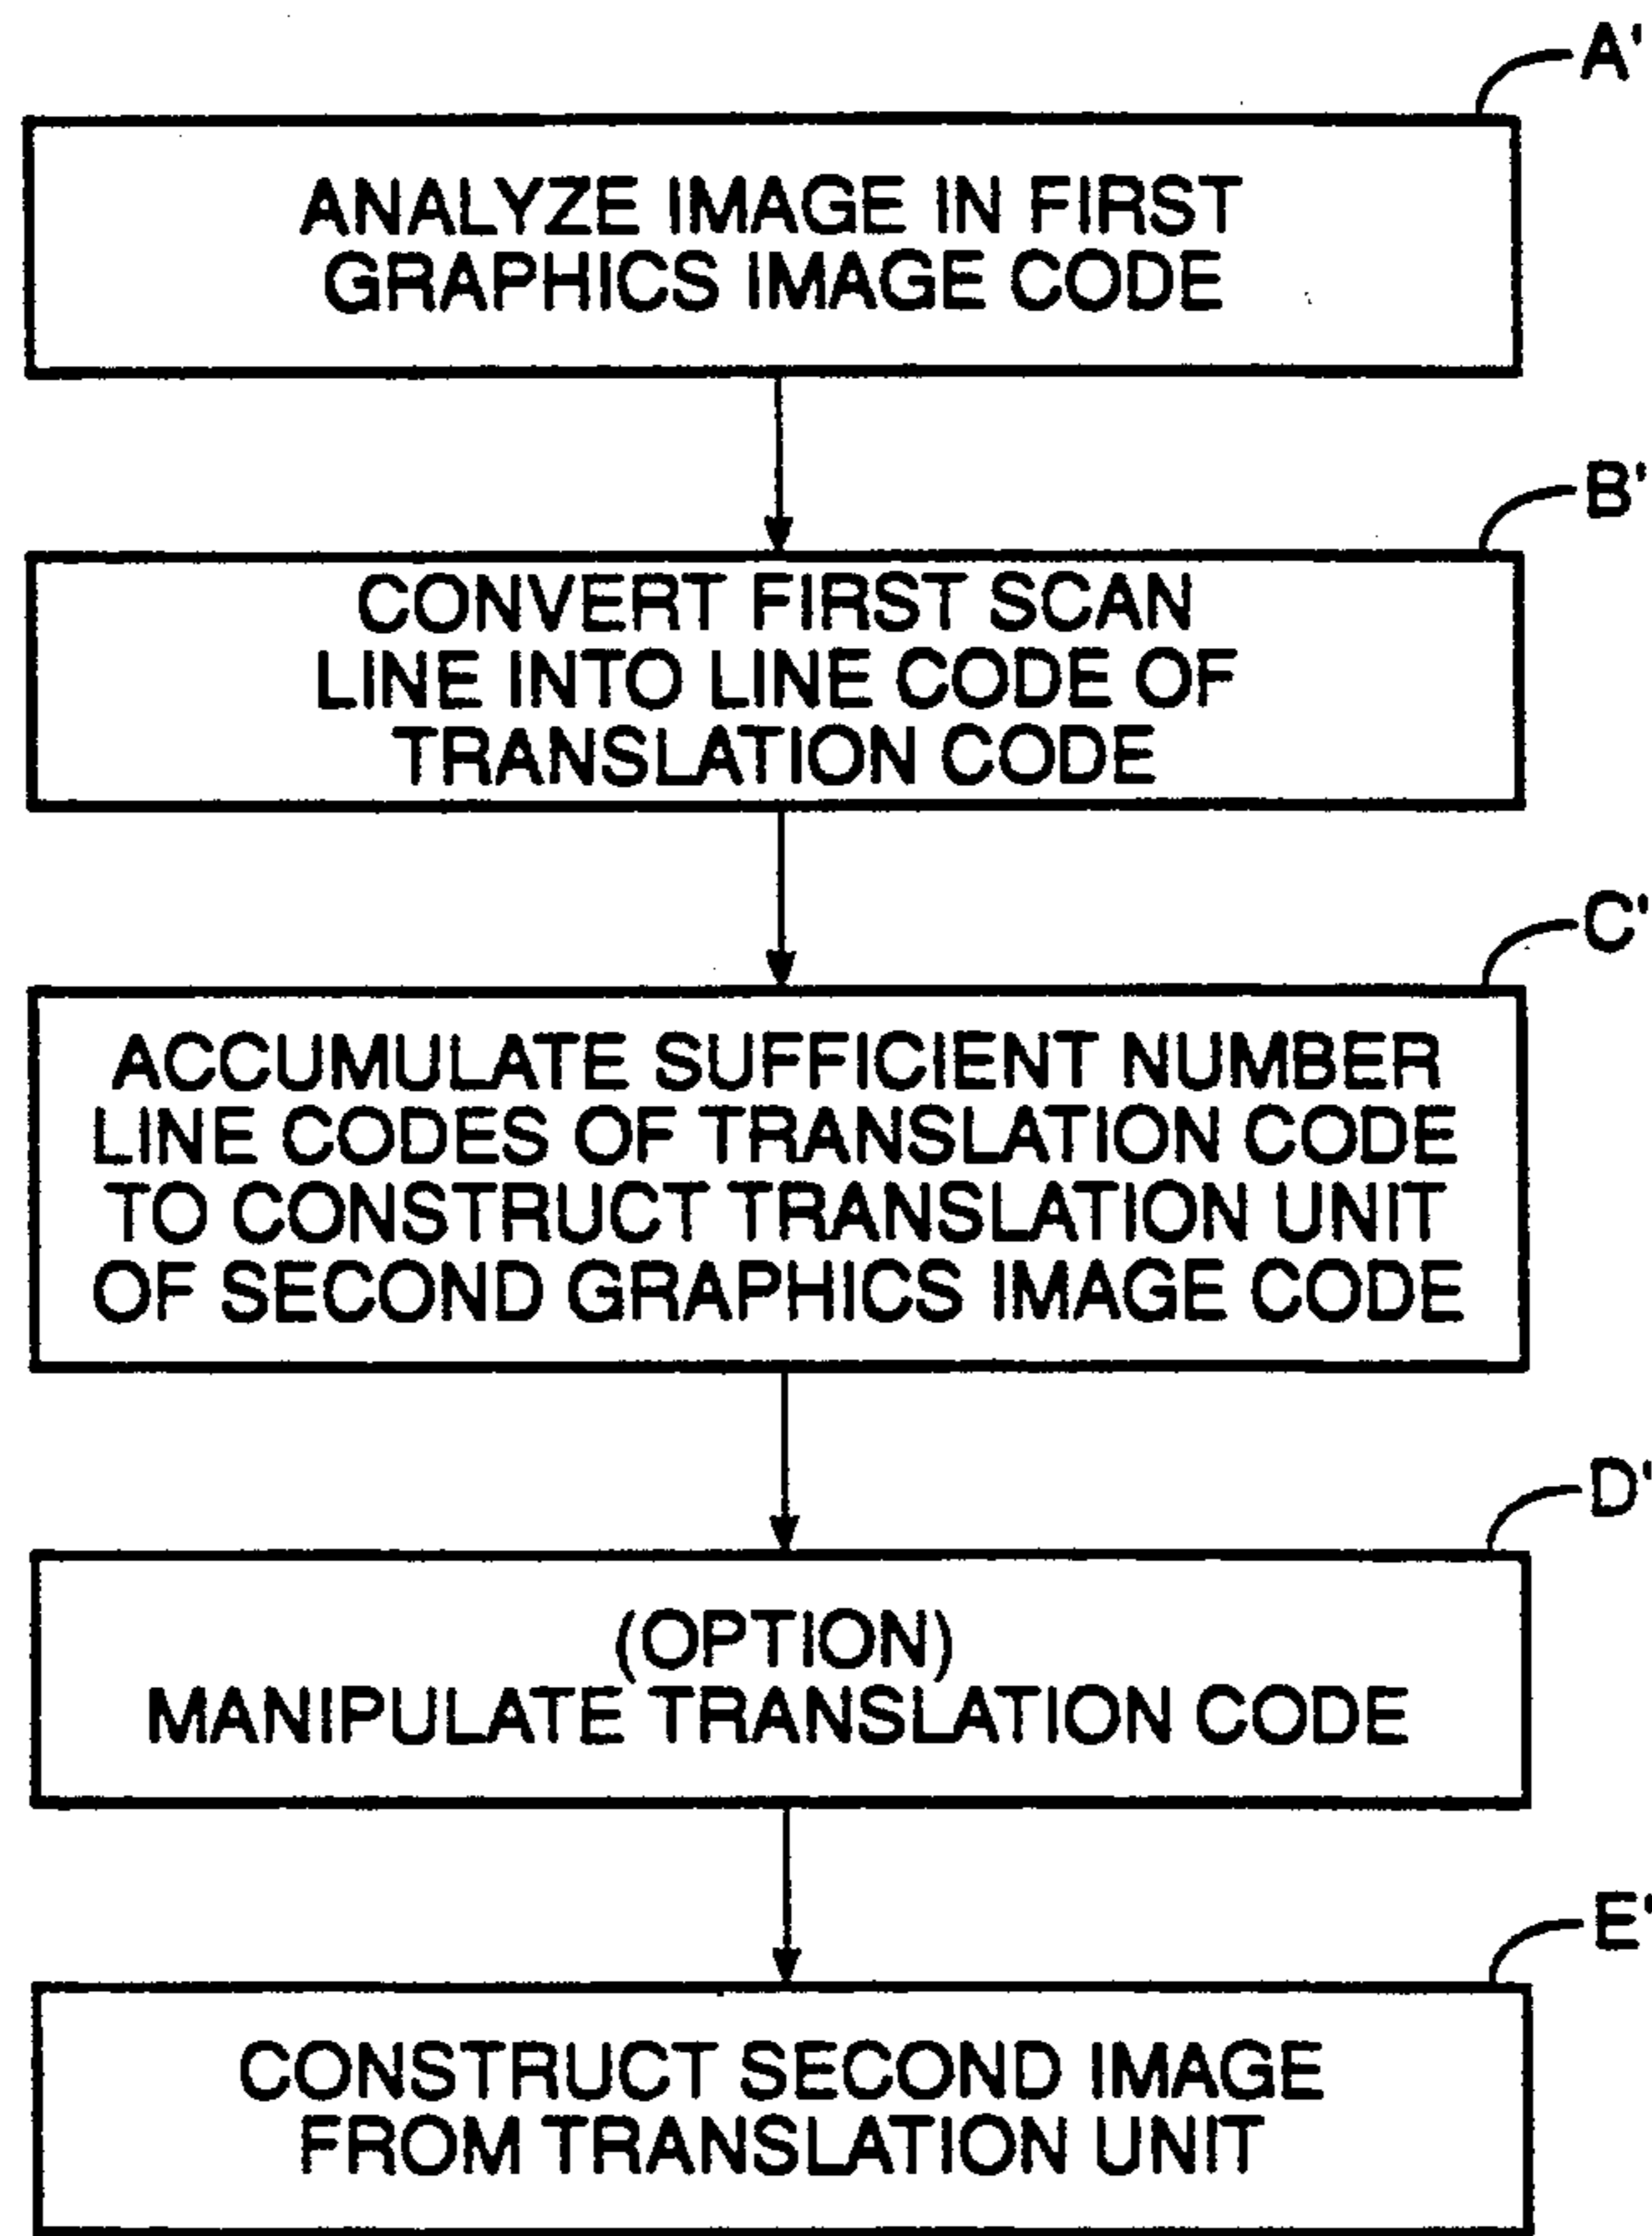 A'
ANALYZE IMAGE IN FIRST
GRAPHICS IMAGE CODE
B'
CONVERT FIRST SCAN
LINE INTO LINE CODE OF
TRANSLATION CODE
C'
ACCUMULATE SUFFICIENT NUMBER
LINE CODES OF TRANSLATION CODE
TO CONSTRUCT TRANSLATION UNIT
OF SECOND GRAPHICS IMAGE CODE
D'
(OPTION)
MANIPULATE TRANSLATION CODE
E'
CONSTRUCT SECOND IMAGE
FROM TRANSLATION UNIT